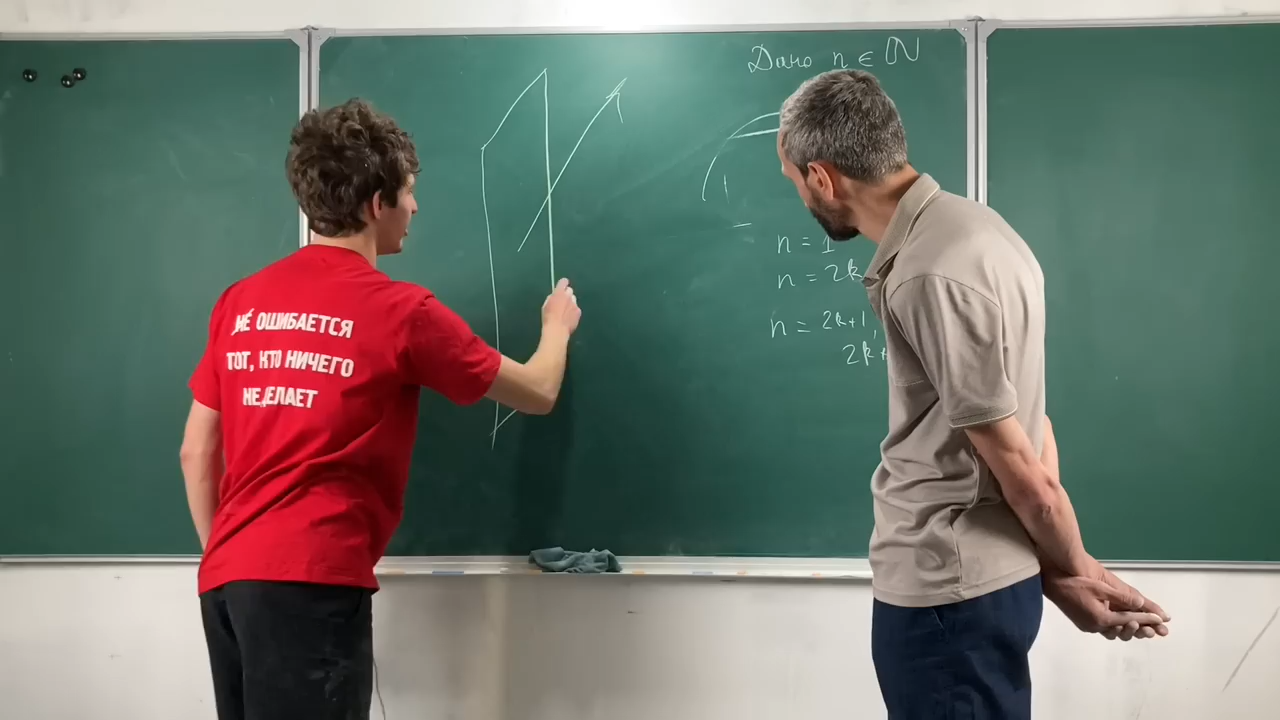 Дано n ∈ ℕ
n = 1
n = 2k
n = 2k+1,
2k+
НЕ ОШИБАЕТСЯ
ТОТ, КТО НИЧЕГО
НЕ ДЕЛАЕТ